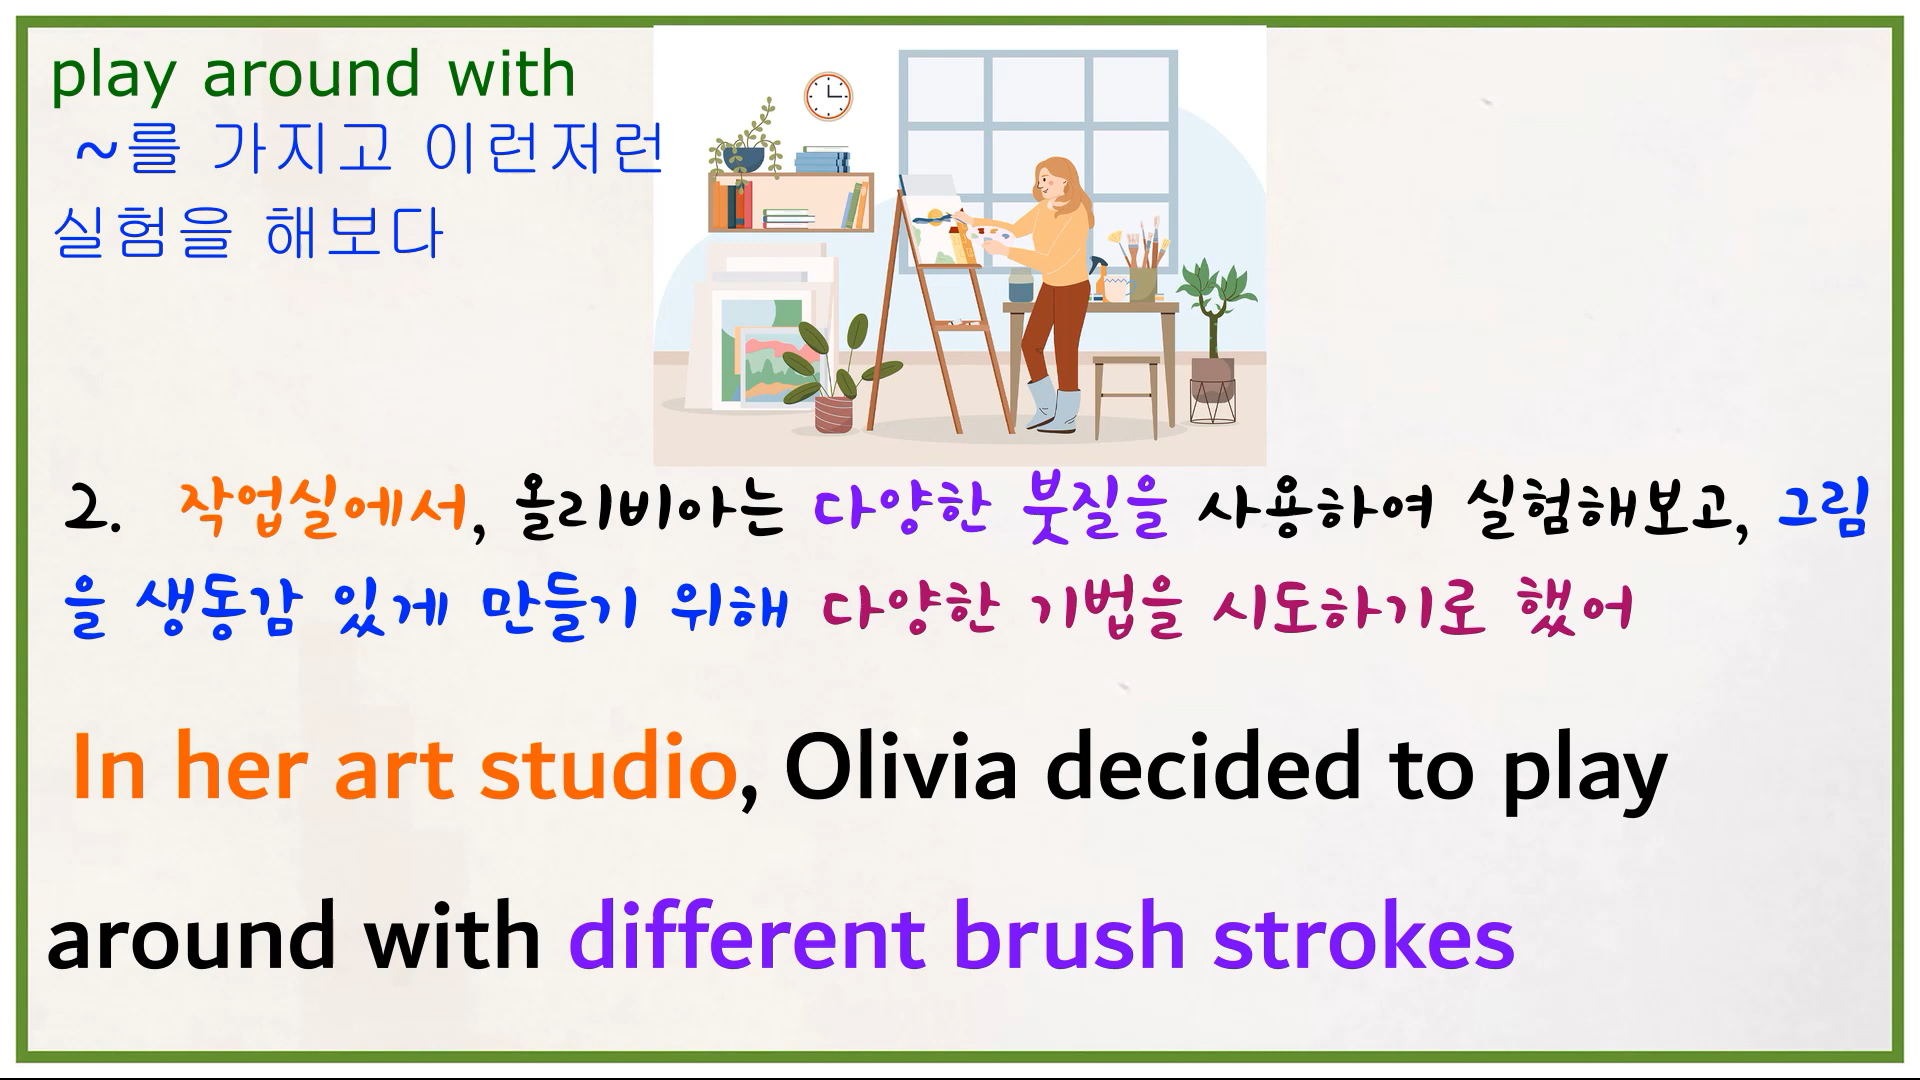 play around with
~를 가지고 이런저런
실험을 해보다
2. 작업실에서, 올리비아는 다양한 붓질을 사용하여 실험해보고, 그림
을 생동감 있게 만들기 위해 다양한 기법을 시도하기로 했어
In her art studio, Olivia decided to play
around with different brush strokes